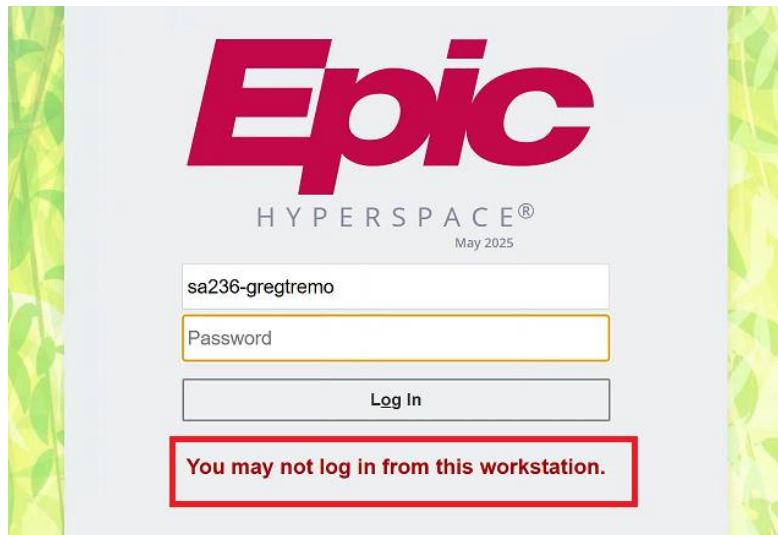 Epic
HYPERSPACE®
May 2025
sa236-gregtremo
Password
Log In
You may not log in from this workstation.